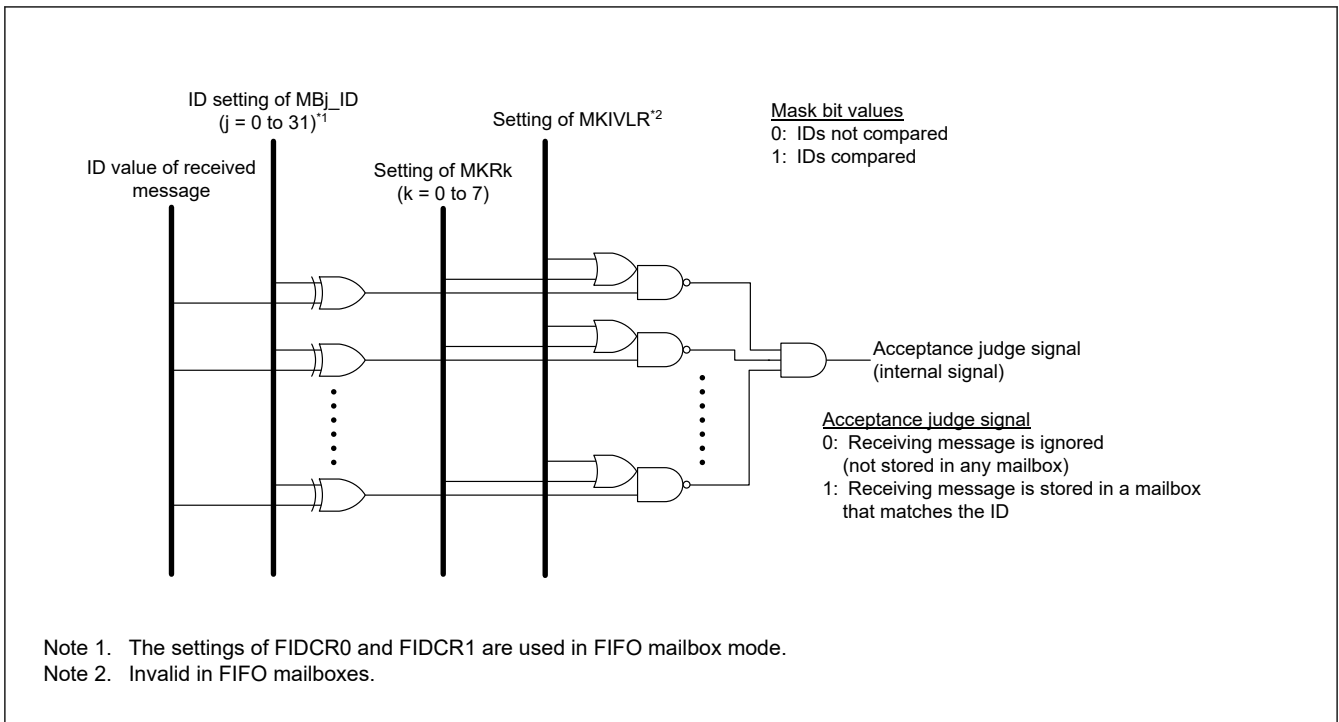 ID setting of MBj_ID
(j = 0 to 31)*1
Setting of MKIVLR*2
Mask bit values
0: IDs not compared
1: IDs compared
ID value of received
message
Setting of MKRk
(k = 0 to 7)
Acceptance judge signal
(internal signal)
Acceptance judge signal
0: Receiving message is ignored
(not stored in any mailbox)
1: Receiving message is stored in a mailbox
that matches the ID
Note 1. The settings of FIDCR0 and FIDCR1 are used in FIFO mailbox mode.
Note 2. Invalid in FIFO mailboxes.